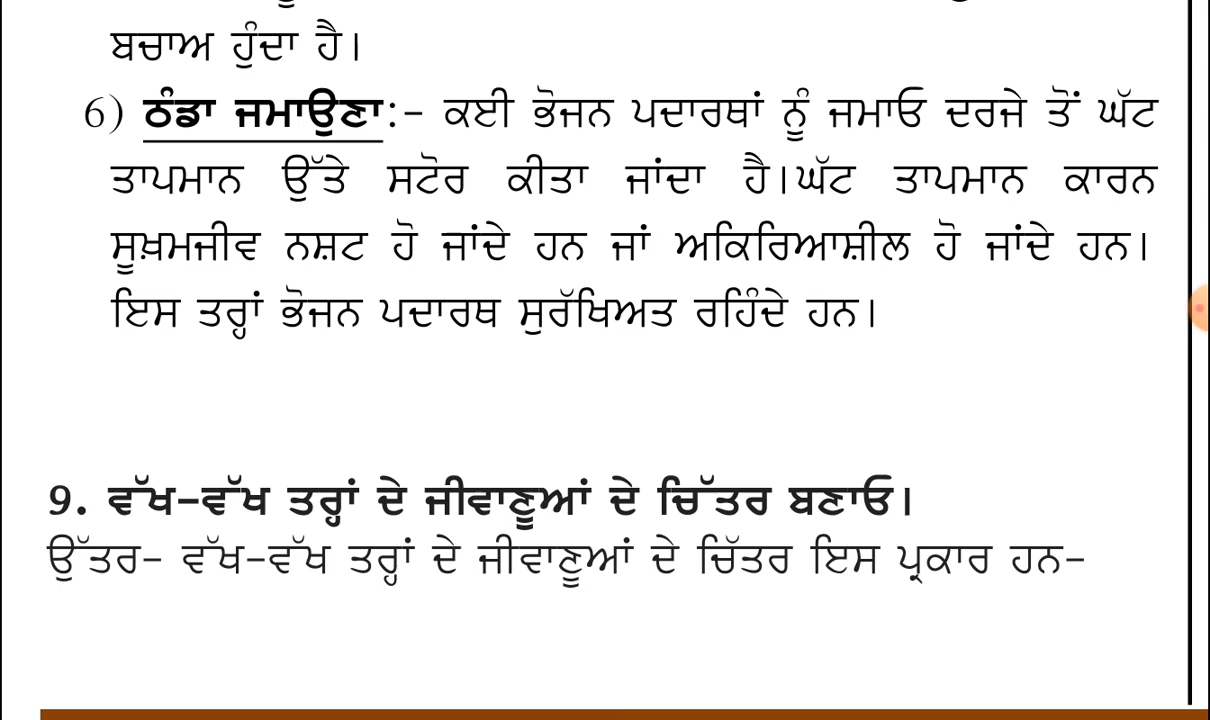 ਬਚਾਅ ਹੁੰਦਾ ਹੈ।
6) ਠੰਡਾ ਜਮਾਉਣਾ:- ਕਈ ਭੋਜਨ ਪਦਾਰਥਾਂ ਨੂੰ ਜਮਾਓ ਦਰਜੇ ਤੋਂ ਘੱਟ
ਤਾਪਮਾਨ ਉੱਤੇ ਸਟੋਰ ਕੀਤਾ ਜਾਂਦਾ ਹੈ।ਘੱਟ ਤਾਪਮਾਨ ਕਾਰਨ
ਸੂਖ਼ਮਜੀਵ ਨਸ਼ਟ ਹੋ ਜਾਂਦੇ ਹਨ ਜਾਂ ਅਕਿਰਿਆਸ਼ੀਲ ਹੋ ਜਾਂਦੇ ਹਨ।
ਇਸ ਤਰ੍ਹਾਂ ਭੋਜਨ ਪਦਾਰਥ ਸੁਰੱਖਿਅਤ ਰਹਿੰਦੇ ਹਨ।
9. ਵੱਖ-ਵੱਖ ਤਰ੍ਹਾਂ ਦੇ ਜੀਵਾਣੂਆਂ ਦੇ ਚਿੱਤਰ ਬਣਾਓ।
ਉੱਤਰ- ਵੱਖ-ਵੱਖ ਤਰ੍ਹਾਂ ਦੇ ਜੀਵਾਣੂਆਂ ਦੇ ਚਿੱਤਰ ਇਸ ਪ੍ਰਕਾਰ ਹਨ-